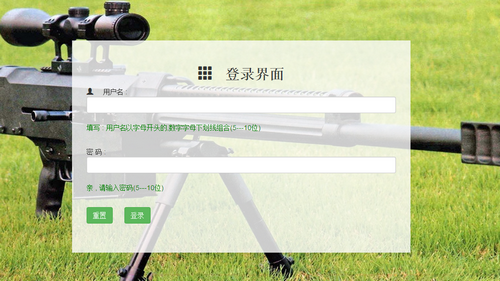 登录界面
用户名：
填写：用户名以字母开头的,数字字母下划线组合(5—10位)
密 码：
亲，请输入密码(5—10位)
重置 登录